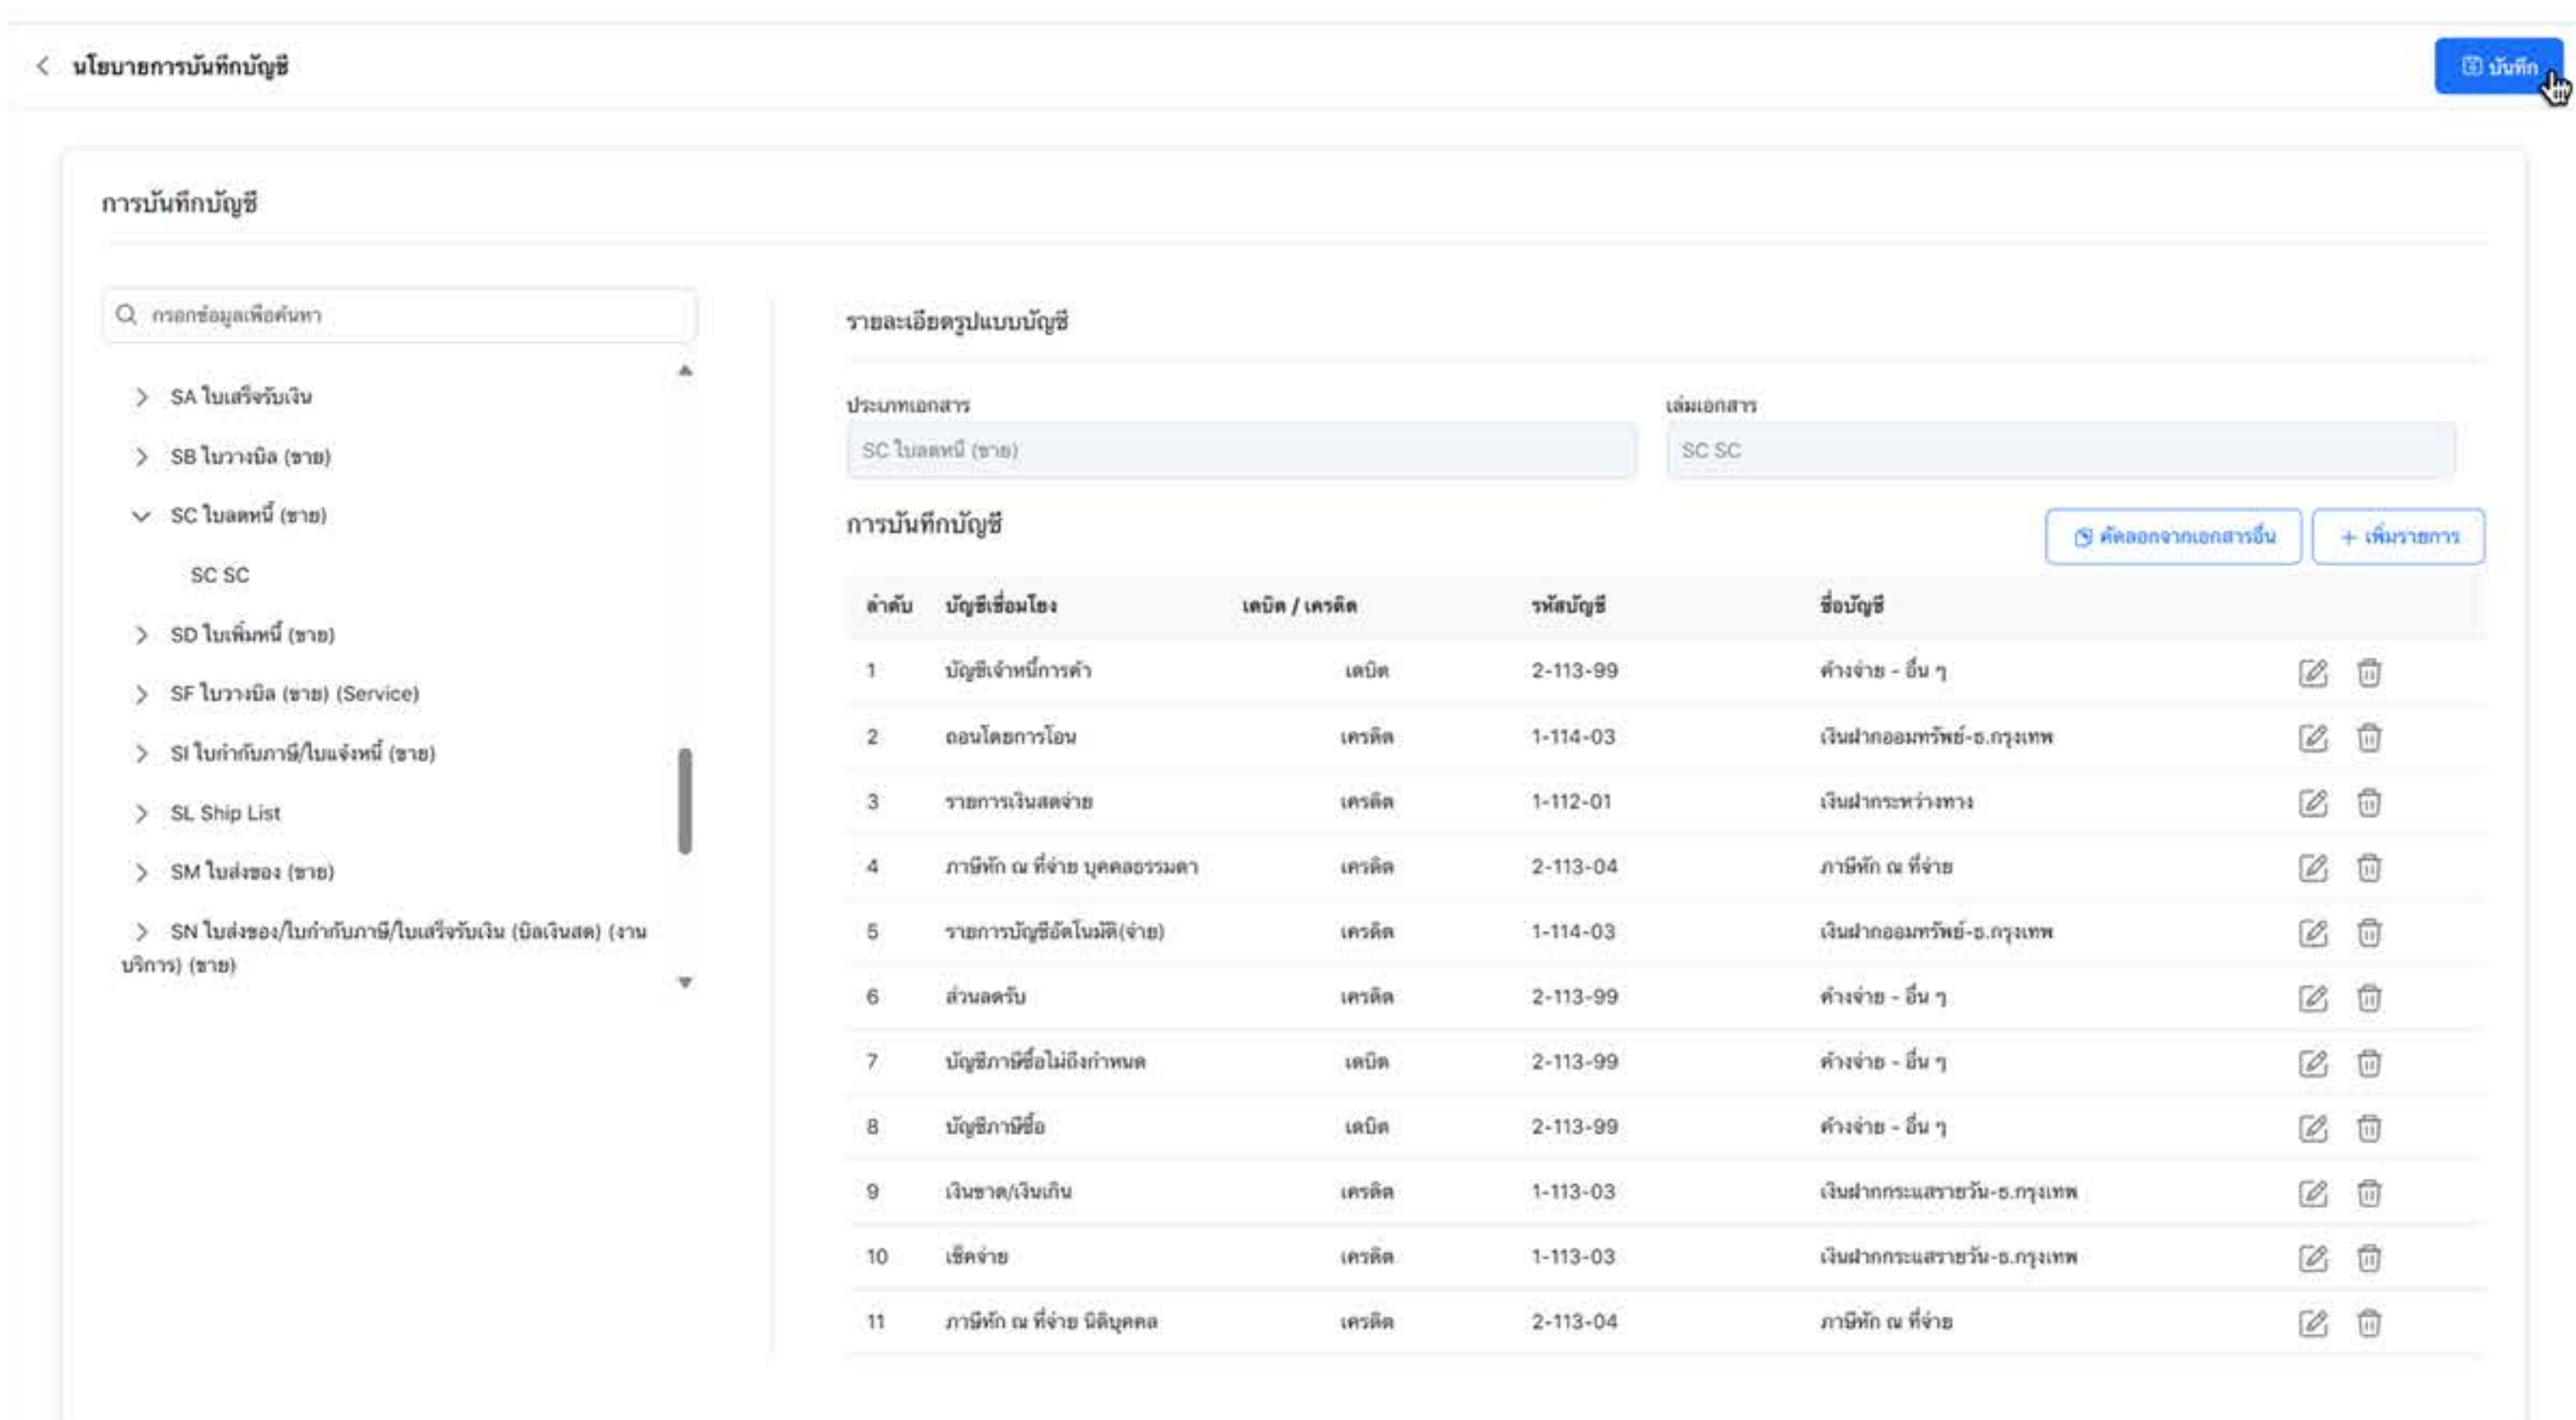 นโยบายการบันทึกบัญชี
บันทึก
การบันทึกบัญชี
กรอกข้อมูลเพื่อค้นหา
SA ใบเสร็จรับเงิน
SB ใบวางบิล (ขาย)
SC ใบลดหนี้ (ขาย)
SC SC
SD ใบเพิ่มหนี้ (ขาย)
SF ใบวางบิล (ขาย) (Service)
SI ใบกำกับภาษี/ใบแจ้งหนี้ (ขาย)
SL Ship List
SM ใบส่งของ (ขาย)
SN ใบส่งของ/ใบกำกับภาษี/ใบเสร็จรับเงิน (บิลเงินสด) (งาน
บริการ) (ขาย)
รายละเอียดรูปแบบบัญชี
ประเภทเอกสาร เล่มเอกสาร
SC ใบลดหนี้ (ขาย) SC SC
การบันทึกบัญชี คัดลอกจากเอกสารอื่น + เพิ่มรายการ
ลำดับ บัญชีเชื่อมโยง เดบิต / เครดิต รหัสบัญชี ชื่อบัญชี
1 บัญชีเจ้าหนี้การค้า เดบิต 2-113-99 ค้างจ่าย - อื่น ๆ
2 ถอนโดยการโอน เครดิต 1-114-03 เงินฝากออมทรัพย์-ธ.กรุงเทพ
3 รายการเงินสดจ่าย เครดิต 1-112-01 เงินฝากระหว่างทาง
4 ภาษีหัก ณ ที่จ่าย บุคคลธรรมดา เครดิต 2-113-04 ภาษีหัก ณ ที่จ่าย
5 รายการบัญชีอัตโนมัติ(จ่าย) เครดิต 1-114-03 เงินฝากออมทรัพย์-ธ.กรุงเทพ
6 ส่วนลดรับ เครดิต 2-113-99 ค้างจ่าย - อื่น ๆ
7 บัญชีภาษีซื้อไม่ถึงกำหนด เดบิต 2-113-99 ค้างจ่าย - อื่น ๆ
8 บัญชีภาษีซื้อ เดบิต 2-113-99 ค้างจ่าย - อื่น ๆ
9 เงินขาด/เงินเกิน เครดิต 1-113-03 เงินฝากกระแสรายวัน-ธ.กรุงเทพ
10 เช็คจ่าย เครดิต 1-113-03 เงินฝากกระแสรายวัน-ธ.กรุงเทพ
11 ภาษีหัก ณ ที่จ่าย นิติบุคคล เครดิต 2-113-04 ภาษีหัก ณ ที่จ่าย